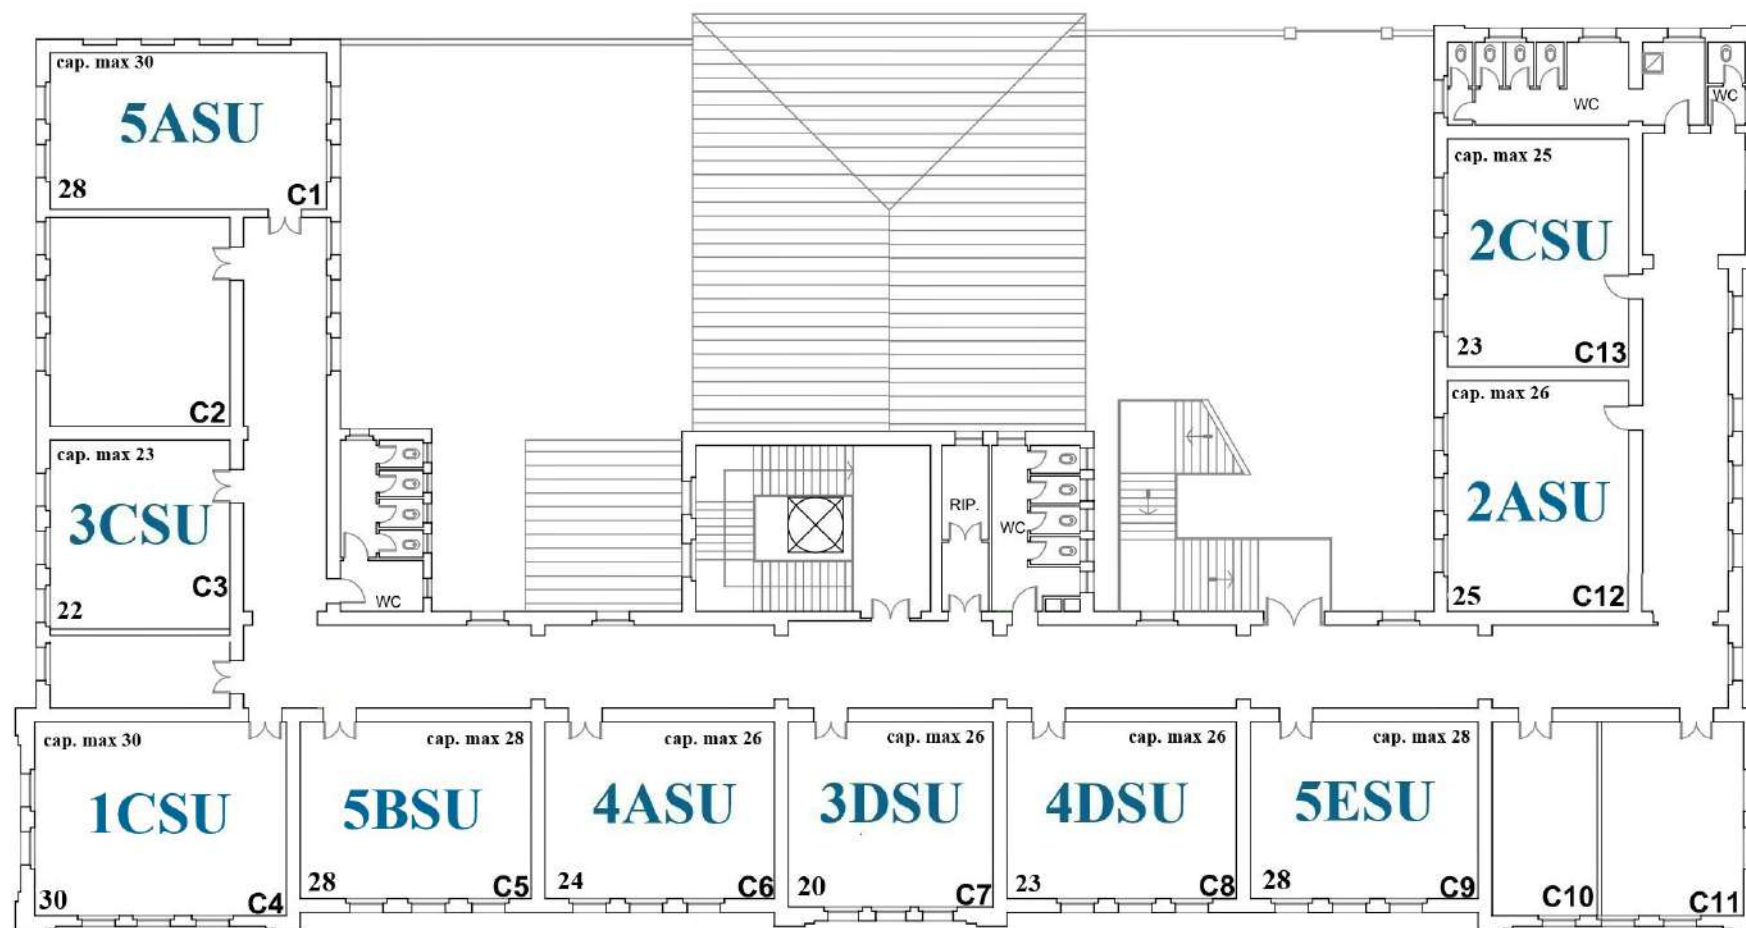 cap. max 30
5ASU
28
C1
C2
cap. max 23
3CSU
C3
22
WC
RIP.
WC
WC
WC
cap. max 25
2CSU
23
C13
cap. max 26
2ASU
25
C12
cap. max 30
1CSU
30
C4
cap. max 28
5BSU
28
C5
cap. max 26
4ASU
24
C6
cap. max 26
3DSU
20
C7
cap. max 26
4DSU
23
C8
cap. max 28
5ESU
28
C9
C10
C11